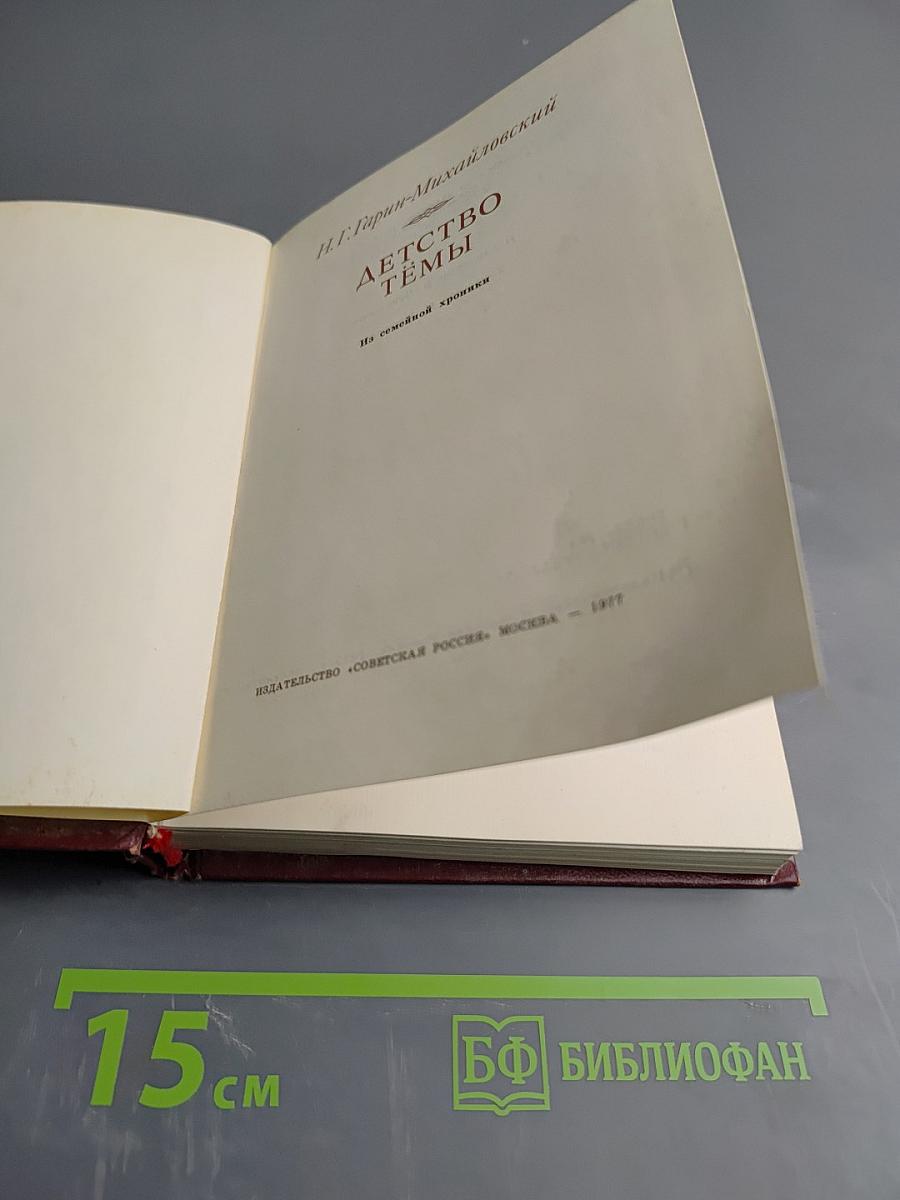 Н. Г. Гарин-Михайловский
ДЕТСТВО
ТЁМЫ
Из семейной хроники
ИЗДАТЕЛЬСТВО «СОВЕТСКАЯ РОССИЯ» МОСКВА — 1977
15 см
БФ БИБЛИОФАН